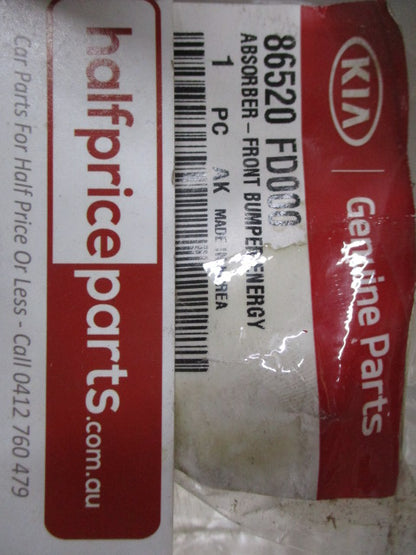 KIA
Genuine Parts
86520 FD000
ABSORBER - FRONT BUMPER ENERGY
1 PC AK MADE IN KOREA
halfpriceparts.com.au
Car Parts For Half Price Or Less - Call 0412 760 479